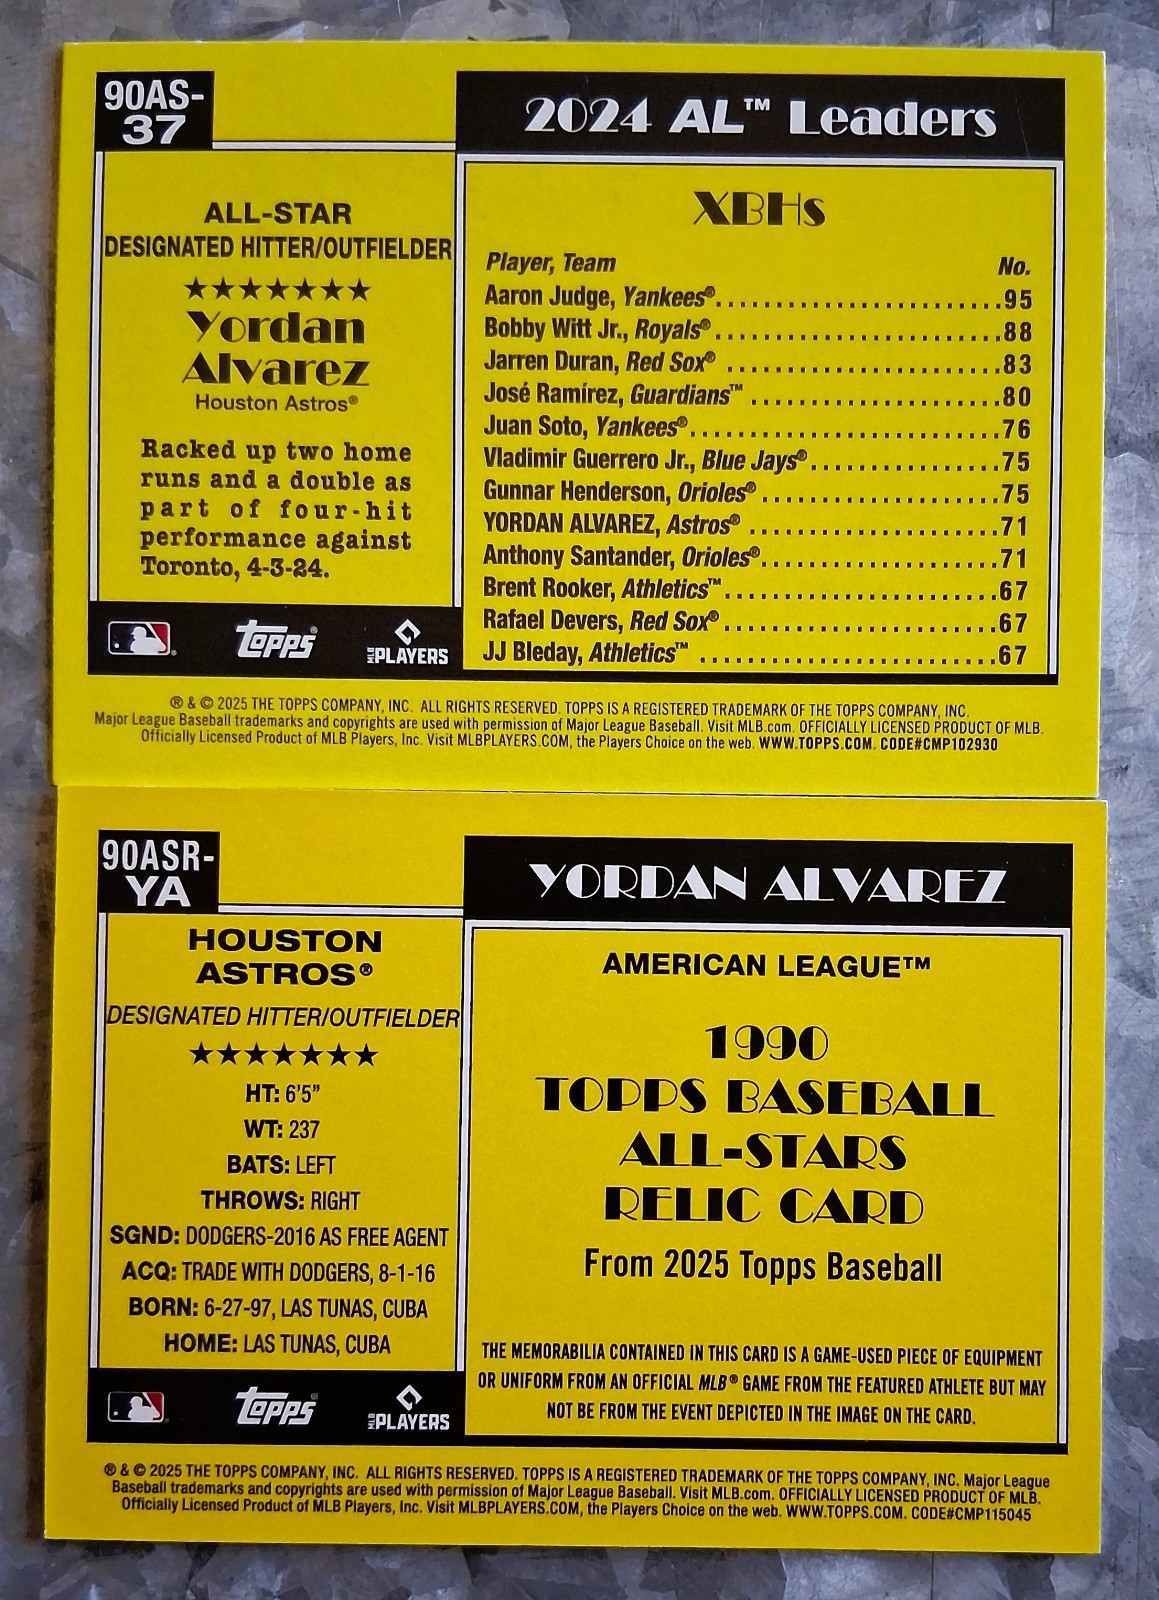 90AS-
37
2024 AL™ Leaders
ALL-STAR
DESIGNATED HITTER/OUTFIELDER
★★★★★★★
Yordan
Alvarez
Houston Astros®
Racked up two home
runs and a double as
part of four-hit
performance against
Toronto, 4-3-24.
XBHs
Player, Team No.
Aaron Judge, Yankees® 95
Bobby Witt Jr., Royals® 88
Jarren Duran, Red Sox® 83
José Ramírez, Guardians™ 80
Juan Soto, Yankees® 76
Vladimir Guerrero Jr., Blue Jays® 75
Gunnar Henderson, Orioles® 75
YORDAN ALVAREZ, Astros® 71
Anthony Santander, Orioles® 71
Brent Rooker, Athletics™ 67
Rafael Devers, Red Sox® 67
JJ Bleday, Athletics™ 67
Topps®
MLB PLAYERS
® & © 2025 THE TOPPS COMPANY, INC. ALL RIGHTS RESERVED. TOPPS IS A REGISTERED TRADEMARK OF THE TOPPS COMPANY, INC.
Major League Baseball trademarks and copyrights are used with permission of Major League Baseball. Visit MLB.com. OFFICIALLY LICENSED PRODUCT OF MLB.
Officially Licensed Product of MLB Players, Inc. Visit MLBPLAYERS.COM, the Players Choice on the web. WWW.TOPPS.COM. CODE#CMP102930
90ASR-
YA
YORDAN ALVAREZ
HOUSTON
ASTROS®
DESIGNATED HITTER/OUTFIELDER
★★★★★★★
HT: 6'5"
WT: 237
BATS: LEFT
THROWS: RIGHT
SGND: DODGERS-2016 AS FREE AGENT
ACQ: TRADE WITH DODGERS, 8-1-16
BORN: 6-27-97, LAS TUNAS, CUBA
HOME: LAS TUNAS, CUBA
AMERICAN LEAGUE™
1990
TOPPS BASEBALL
ALL-STARS
RELIC CARD
From 2025 Topps Baseball
THE MEMORABILIA CONTAINED IN THIS CARD IS A GAME-USED PIECE OF EQUIPMENT
OR UNIFORM FROM AN OFFICIAL MLB® GAME FROM THE FEATURED ATHLETE BUT MAY
NOT BE FROM THE EVENT DEPICTED IN THE IMAGE ON THE CARD.
Topps®
MLB PLAYERS
® & © 2025 THE TOPPS COMPANY, INC. ALL RIGHTS RESERVED. TOPPS IS A REGISTERED TRADEMARK OF THE TOPPS COMPANY, INC. Major League
Baseball trademarks and copyrights are used with permission of Major League Baseball. Visit MLB.com. OFFICIALLY LICENSED PRODUCT OF MLB.
Officially Licensed Product of MLB Players, Inc. Visit MLBPLAYERS.COM, the Players Choice on the web. WWW.TOPPS.COM. CODE#CMP115045